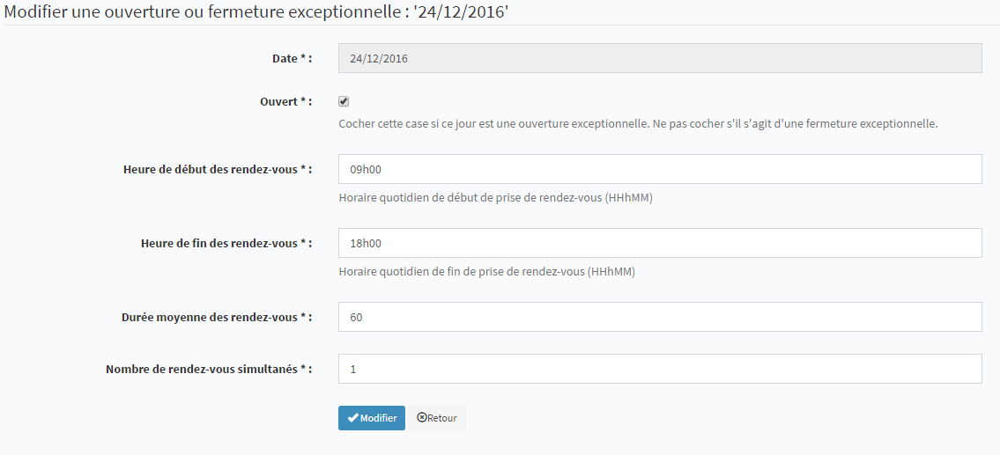 Modifier une ouverture ou fermeture exceptionnelle : '24/12/2016'
Date * : 24/12/2016
Ouvert * :
Cocher cette case si ce jour est une ouverture exceptionnelle. Ne pas cocher s'il s'agit d'une fermeture exceptionnelle.
Heure de début des rendez-vous * : 09h00
Horaire quotidien de début de prise de rendez-vous (HHhMM)
Heure de fin des rendez-vous * : 18h00
Horaire quotidien de fin de prise de rendez-vous (HHhMM)
Durée moyenne des rendez-vous * : 60
Nombre de rendez-vous simultanés * : 1
Modifier Retour